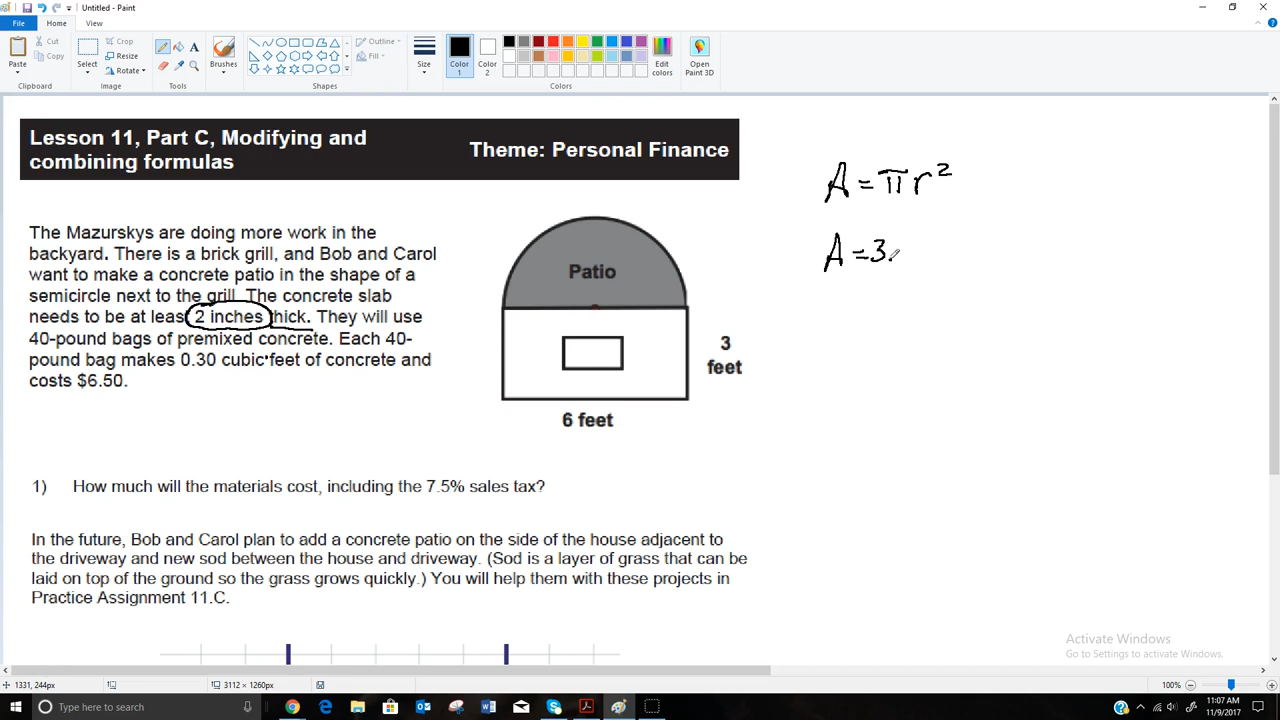 Untitled - Paint
File Home View
Paste Cut Copy Clipboard
Select Crop Resize Rotate Image
Tools
Brushes
Outline Fill Shapes
Size
Color 1
Color 2
Edit colors
Colors
Open Paint 3D
Lesson 11, Part C, Modifying and
combining formulas
Theme: Personal Finance
The Mazurskys are doing more work in the
backyard. There is a brick grill, and Bob and Carol
want to make a concrete patio in the shape of a
semicircle next to the grill. The concrete slab
needs to be at least 2 inches thick. They will use
40-pound bags of premixed concrete. Each 40-
pound bag makes 0.30 cubic feet of concrete and
costs $6.50.
Patio
3
feet
6 feet
A = π r²
A = 3.
1) How much will the materials cost, including the 7.5% sales tax?
In the future, Bob and Carol plan to add a concrete patio on the side of the house adjacent to
the driveway and new sod between the house and driveway. (Sod is a layer of grass that can be
laid on top of the ground so the grass grows quickly.) You will help them with these projects in
Practice Assignment 11.C.
Activate Windows
Go to Settings to activate Windows.
1331, 244px
3112 × 1260px
100%
Type here to search
11:07 AM
11/9/2017